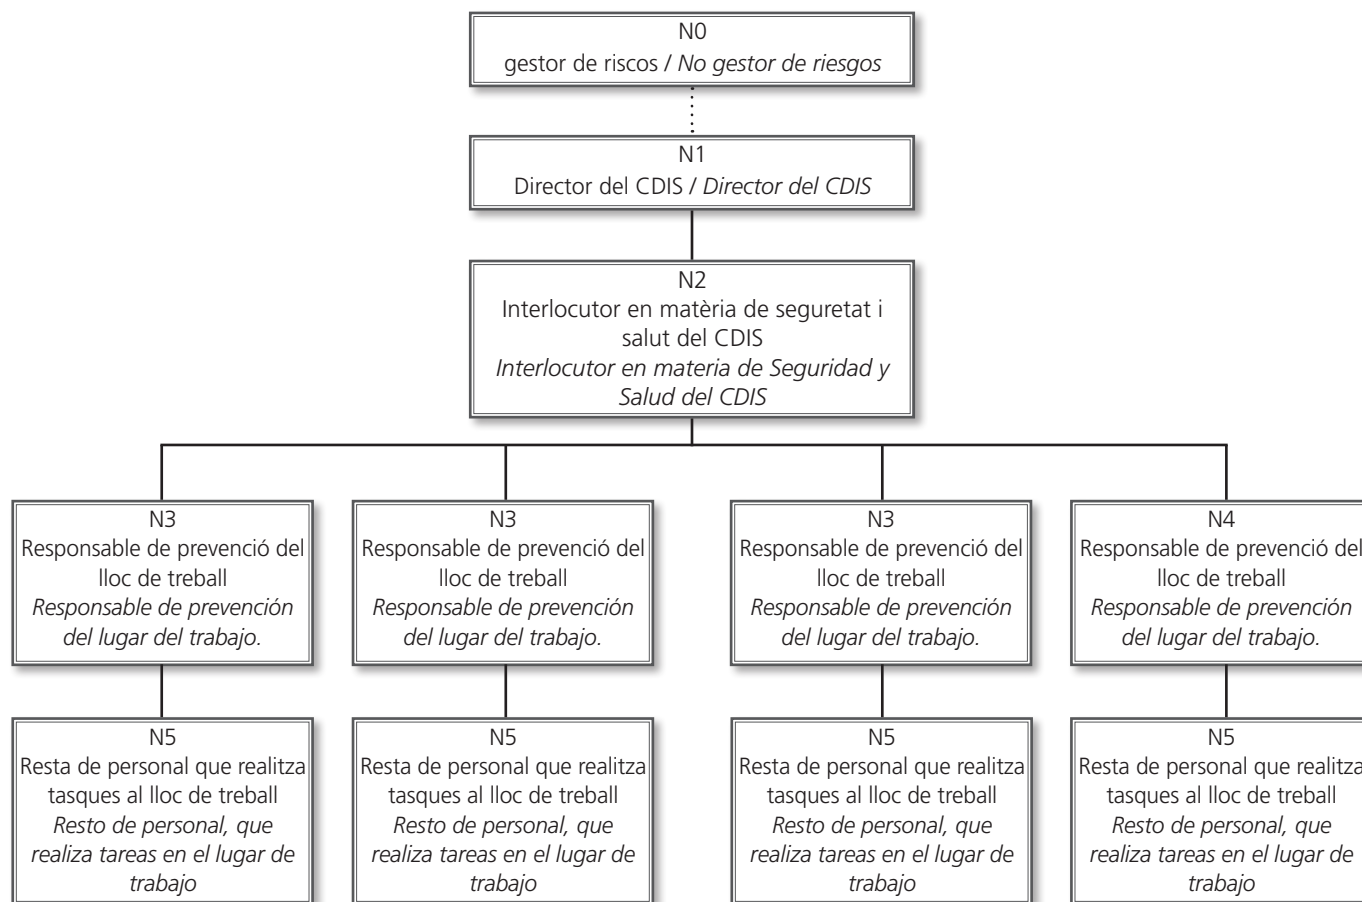 N0
gestor de riscos / No gestor de riesgos
N1
Director del CDIS / Director del CDIS
N2
Interlocutor en matèria de seguretat i
salut del CDIS
Interlocutor en materia de Seguridad y
Salud del CDIS
N3
Responsable de prevenció del
lloc de treball
Responsable de prevención
del lugar del trabajo.
N3
Responsable de prevenció del
lloc de treball
Responsable de prevención
del lugar del trabajo.
N3
Responsable de prevenció del
lloc de treball
Responsable de prevención
del lugar del trabajo.
N4
Responsable de prevenció del
lloc de treball
Responsable de prevención
del lugar del trabajo.
N5
Resta de personal que realitza
tasques al lloc de treball
Resto de personal, que
realiza tareas en el lugar de
trabajo
N5
Resta de personal que realitza
tasques al lloc de treball
Resto de personal, que
realiza tareas en el lugar de
trabajo
N5
Resta de personal que realitza
tasques al lloc de treball
Resto de personal, que
realiza tareas en el lugar de
trabajo
N5
Resta de personal que realitza
tasques al lloc de treball
Resto de personal, que
realiza tareas en el lugar de
trabajo